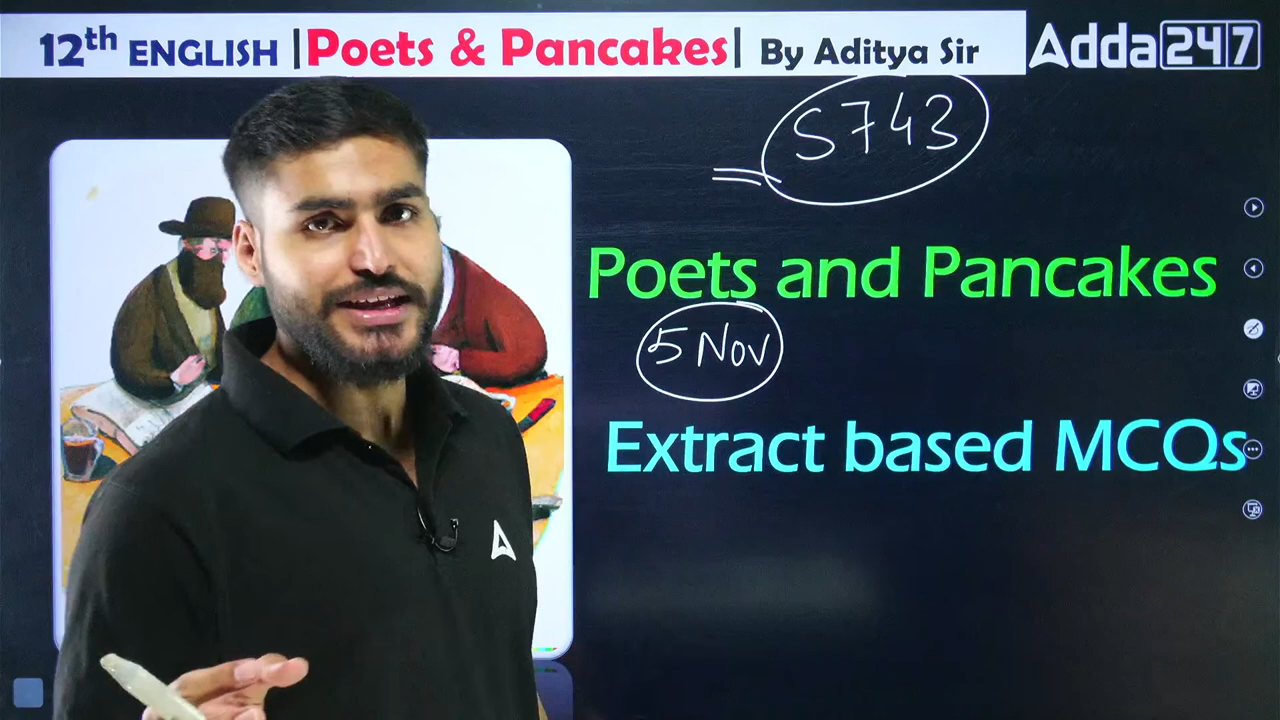 12th ENGLISH |Poets & Pancakes| By Aditya Sir
Adda247
S743
Poets and Pancakes
5 Nov
Extract based MCQs